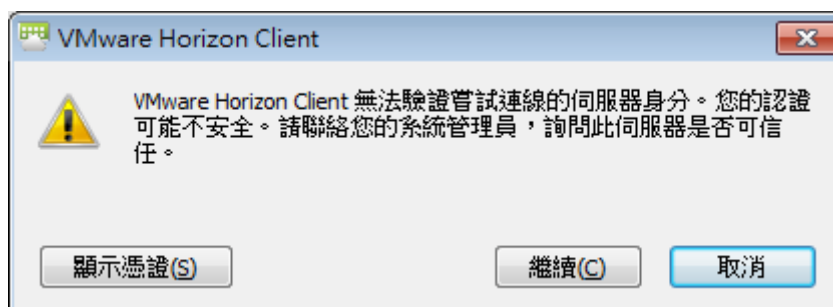 VMware Horizon Client
VMware Horizon Client 無法驗證嘗試連線的伺服器身分。您的認證
可能不安全。請聯絡您的系統管理員，詢問此伺服器是否可信
任。
顯示憑證(S)
繼續(C)
取消